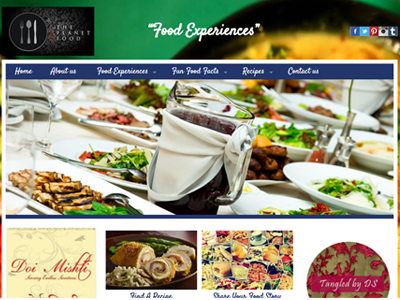 THE
PLANET
FOOD
“Food Experiences”
Home About us Food Experiences Fun Food Facts Recipes Contact us
Doi Mishti
Find A Recipe
Share Your Food Story
Tangled by DS